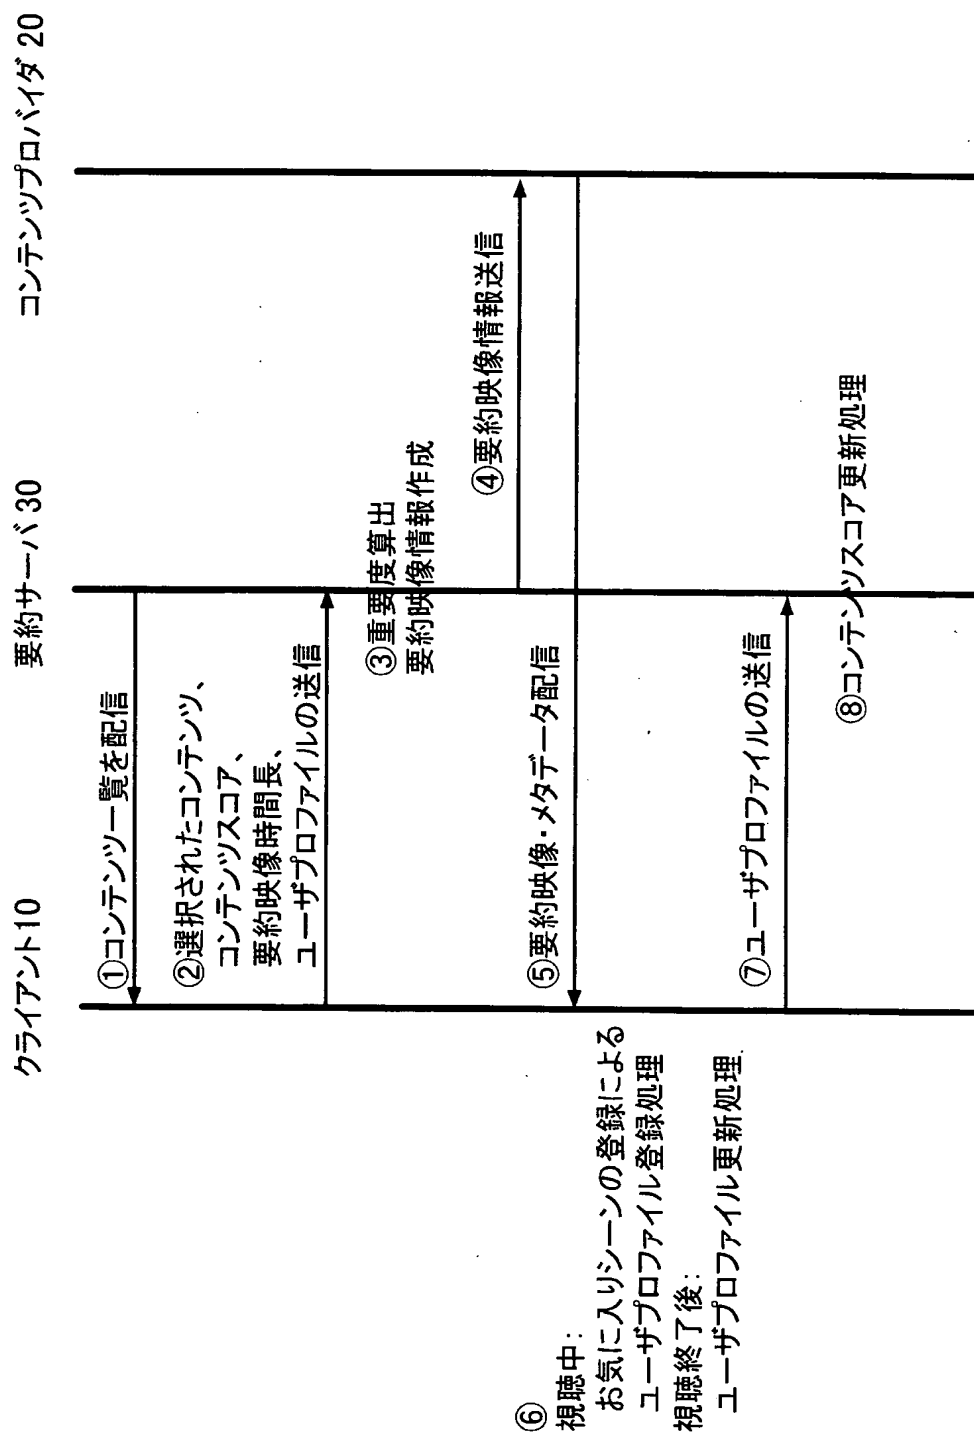 クライアント10
要約サーバ 30
コンテンツプロバイダ 20
①コンテンツ一覧を配信
②選択されたコンテンツ、
コンテンツスコア、
要約映像時間長、
ユーザプロファイルの送信
③重要度算出
要約映像情報作成
④要約映像情報送信
⑤要約映像・メタデータ配信
⑥
視聴中:
お気に入りシーンの登録による
ユーザプロファイル登録処理
視聴終了後:
ユーザプロファイル更新処理
⑦ユーザプロファイルの送信
⑧コンテンツスコア更新処理